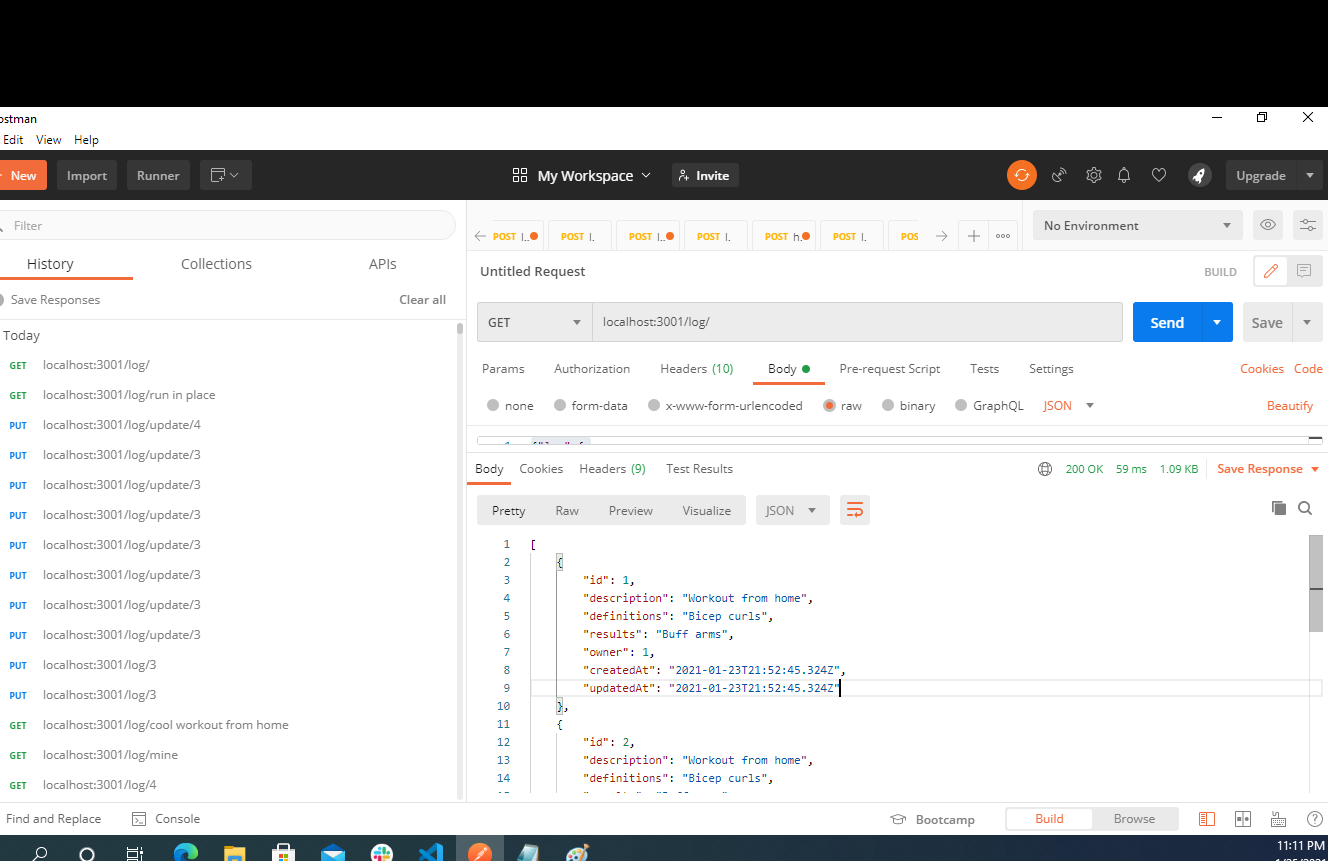 ostman
Edit View Help
New Import Runner My Workspace Invite Upgrade
Filter
POST l.. POST l. POST l.. POST l. POST h. POST l. POS No Environment
History Collections APIs
Untitled Request BUILD
Save Responses Clear all
GET localhost:3001/log/ Send Save
Today
GET localhost:3001/log/
GET localhost:3001/log/run in place
PUT localhost:3001/log/update/4
PUT localhost:3001/log/update/3
PUT localhost:3001/log/update/3
PUT localhost:3001/log/update/3
PUT localhost:3001/log/update/3
PUT localhost:3001/log/update/3
PUT localhost:3001/log/update/3
PUT localhost:3001/log/update/3
PUT localhost:3001/log/3
PUT localhost:3001/log/3
GET localhost:3001/log/cool workout from home
GET localhost:3001/log/mine
GET localhost:3001/log/4
Params Authorization Headers (10) Body Pre-request Script Tests Settings Cookies Code
none form-data x-www-form-urlencoded raw binary GraphQL JSON Beautify
Body Cookies Headers (9) Test Results 200 OK 59 ms 1.09 KB Save Response
Pretty Raw Preview Visualize JSON
1 [
2 {
3 "id": 1,
4 "description": "Workout from home",
5 "definitions": "Bicep curls",
6 "results": "Buff arms",
7 "owner": 1,
8 "createdAt": "2021-01-23T21:52:45.324Z",
9 "updatedAt": "2021-01-23T21:52:45.324Z"
10 },
11 {
12 "id": 2,
13 "description": "Workout from home",
14 "definitions": "Bicep curls",
Find and Replace Console Bootcamp Build Browse
11:11 PM